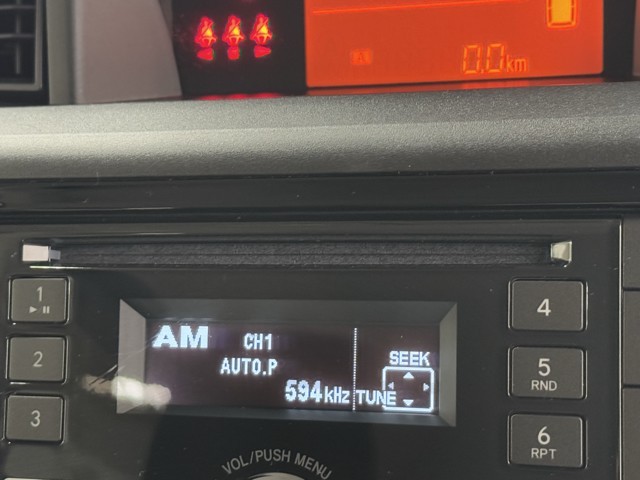 A
0.0km
1
2
3
AM CH1
AUTO.P
594kHz
SEEK
TUNE
4
5
RND
6
RPT
VOL/PUSH MENU